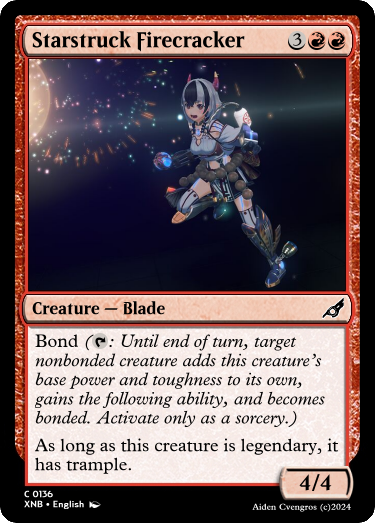 Starstruck Firecracker 3
Creature — Blade
Bond (T: Until end of turn, target
nonbonded creature adds this creature's
base power and toughness to its own,
gains the following ability, and becomes
bonded. Activate only as a sorcery.)
As long as this creature is legendary, it
has trample.
4/4
C 0136
XNB • English
Aiden Cvengros (c)2024